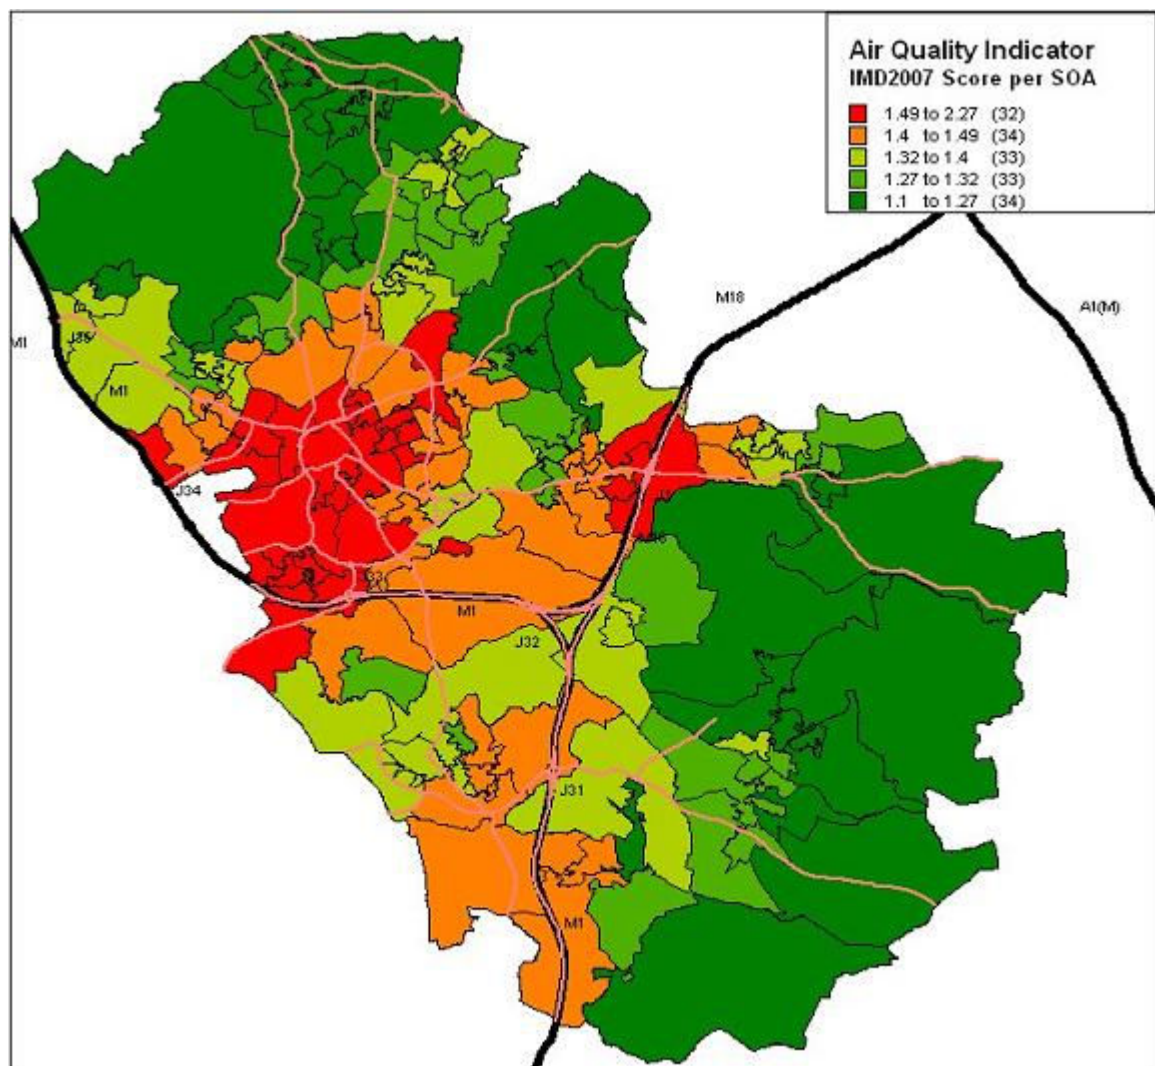 Air Quality Indicator
IMD2007 Score per SOA
1.49 to 2.27 (32)
1.4 to 1.49 (34)
1.32 to 1.4 (33)
1.27 to 1.32 (33)
1.1 to 1.27 (34)
M18
A1(M)
M1
M1
J34
M1
J32
J31
M1